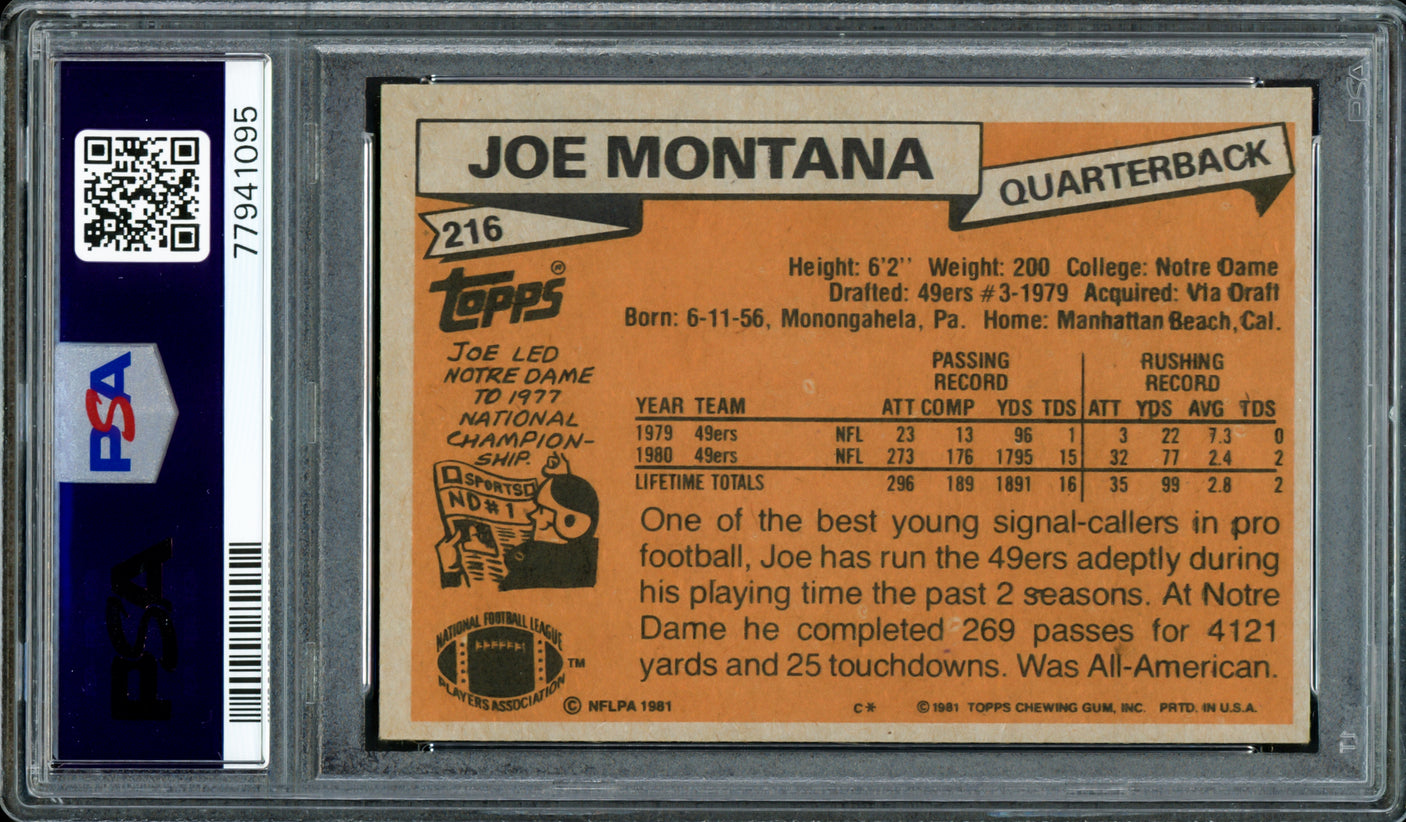 77941095
PSA
PSA
PSA
JOE MONTANA
QUARTERBACK
216
Topps®
Height: 6'2'' Weight: 200 College: Notre Dame
Drafted: 49ers #3-1979 Acquired: Via Draft
Born: 6-11-56, Monongahela, Pa. Home: Manhattan Beach, Cal.
JOE LED
NOTRE DAME
TO 1977
NATIONAL
CHAMPION-
SHIP.
SPORTS
ND#1
PASSING RUSHING
RECORD RECORD
YEAR TEAM ATT COMP YDS TDS ATT YDS AVG TDS
1979 49ers NFL 23 13 96 1 3 22 7.3 0
1980 49ers NFL 273 176 1795 15 32 77 2.4 2
LIFETIME TOTALS 296 189 1891 16 35 99 2.8 2
One of the best young signal-callers in pro
football, Joe has run the 49ers adeptly during
his playing time the past 2 seasons. At Notre
Dame he completed 269 passes for 4121
yards and 25 touchdowns. Was All-American.
NATIONAL FOOTBALL LEAGUE
PLAYERS ASSOCIATION
TM
© NFLPA 1981
C*
© 1981 TOPPS CHEWING GUM, INC. PRTD. IN U.S.A.